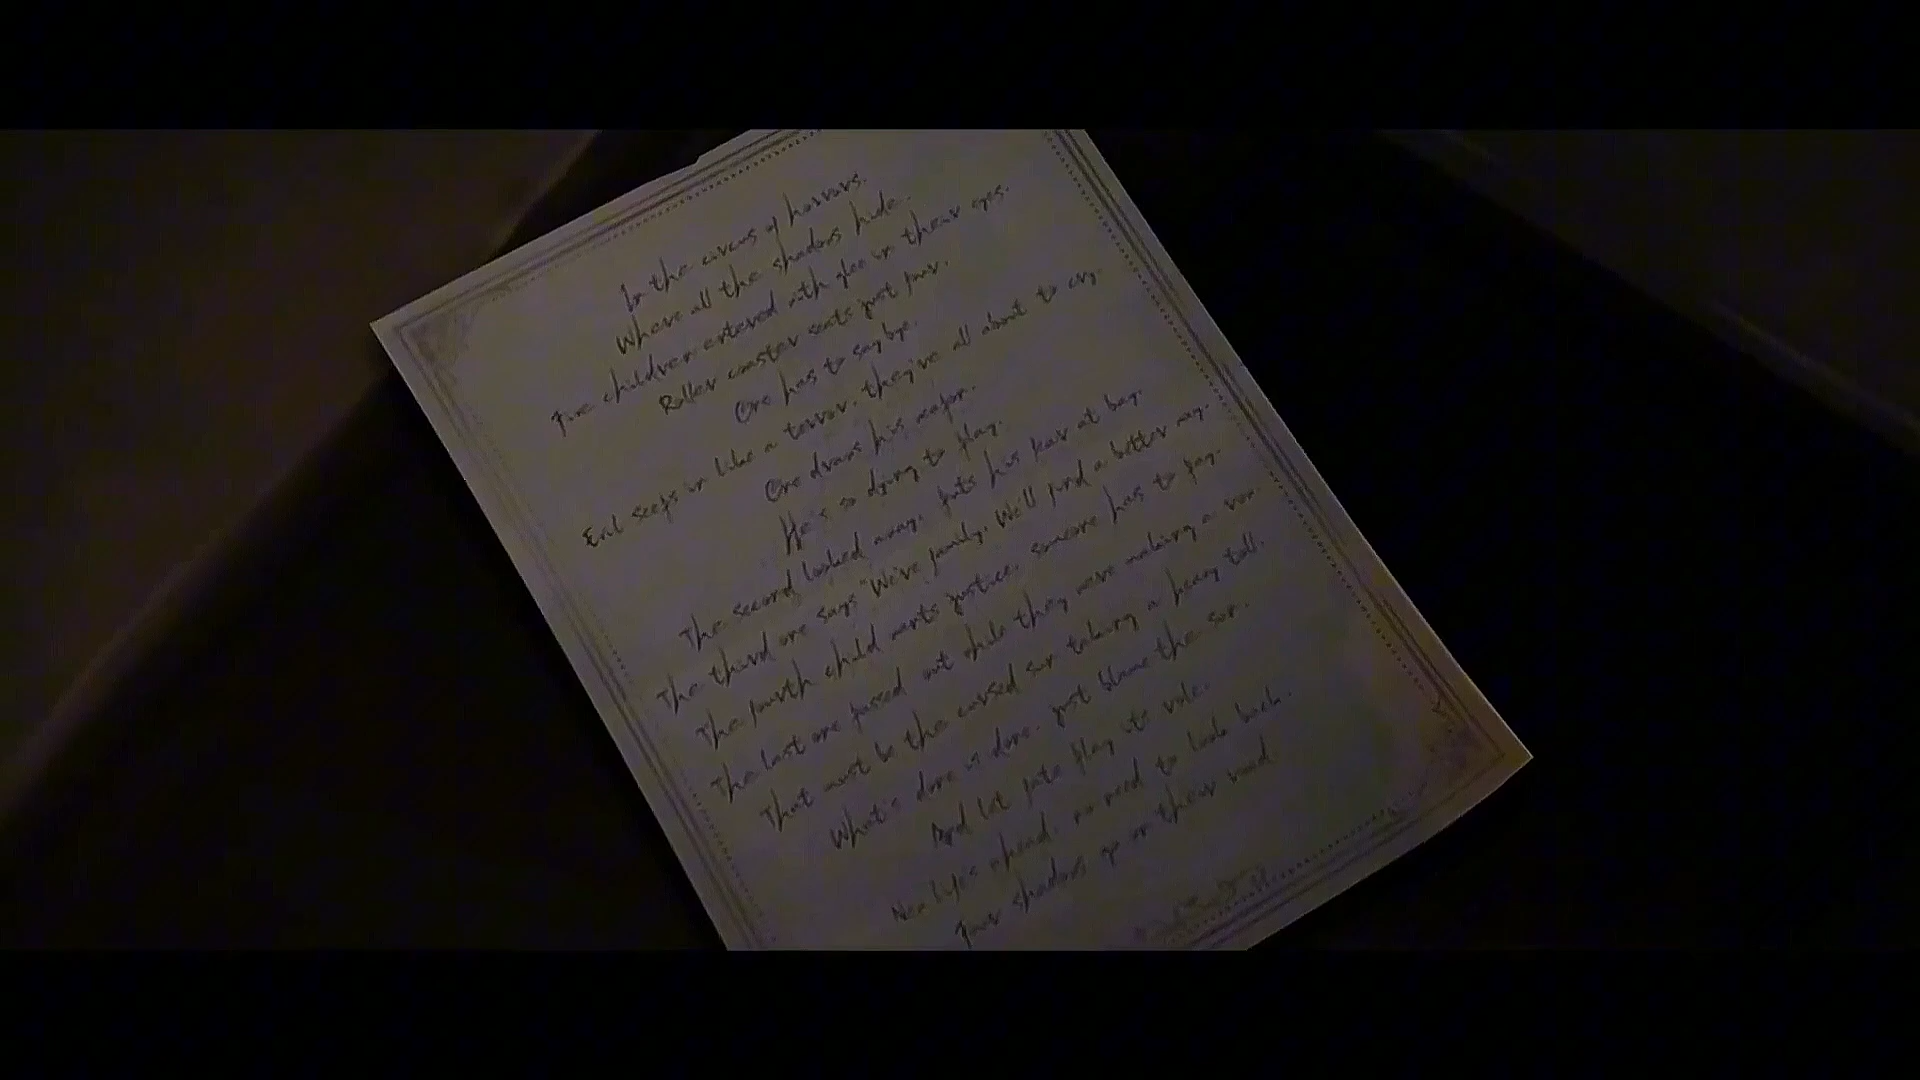 In the circus of horrors.
Where all the shadows hide.
Five children entered with glee in their eyes.
Roller coaster seats just four.
One has to say bye.
Evil seeps in like a terror. they're all about to cry.
One draws his weapon.
He's so dying to play.
The second looked away. puts his fear at bay.
The third one says "We're family. We'll find a better way.
The fourth child wants justice. someone has to pay.
The last one passed out while they were making a row.
That must be the cursed son taking a heavy toll.
What's done is done. just blame the son.
And let fate play its role.
New life's ahead. no need to look back.
Four shadows go on their road